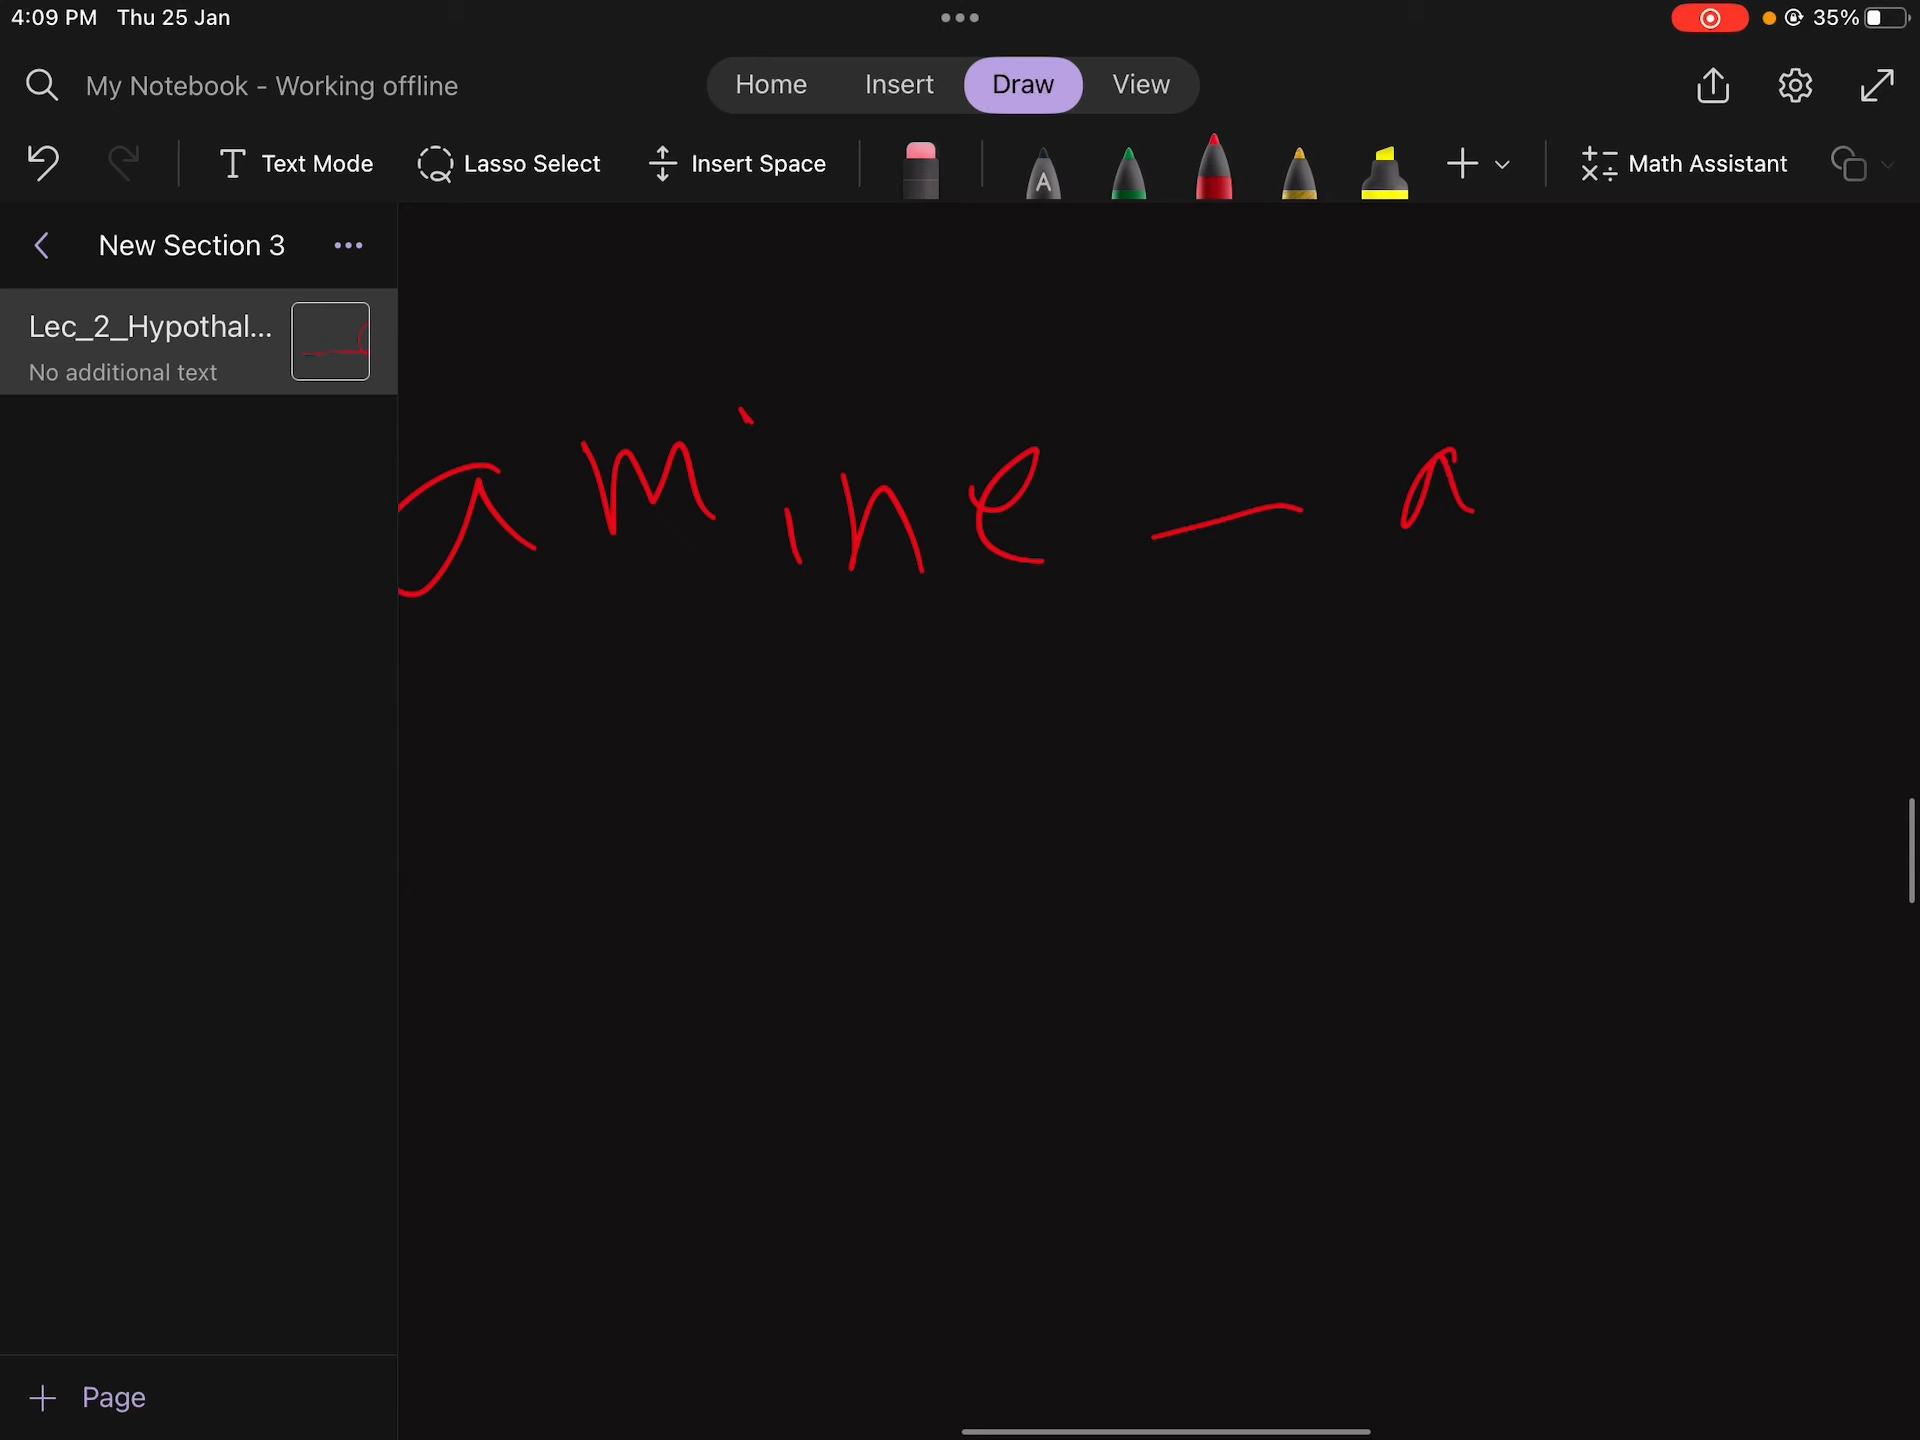 4:09 PM Thu 25 Jan
35%
My Notebook - Working offline
Home Insert Draw View
Text Mode Lasso Select Insert Space A Math Assistant
New Section 3
Lec_2_Hypothal...
No additional text
amine - a
Page